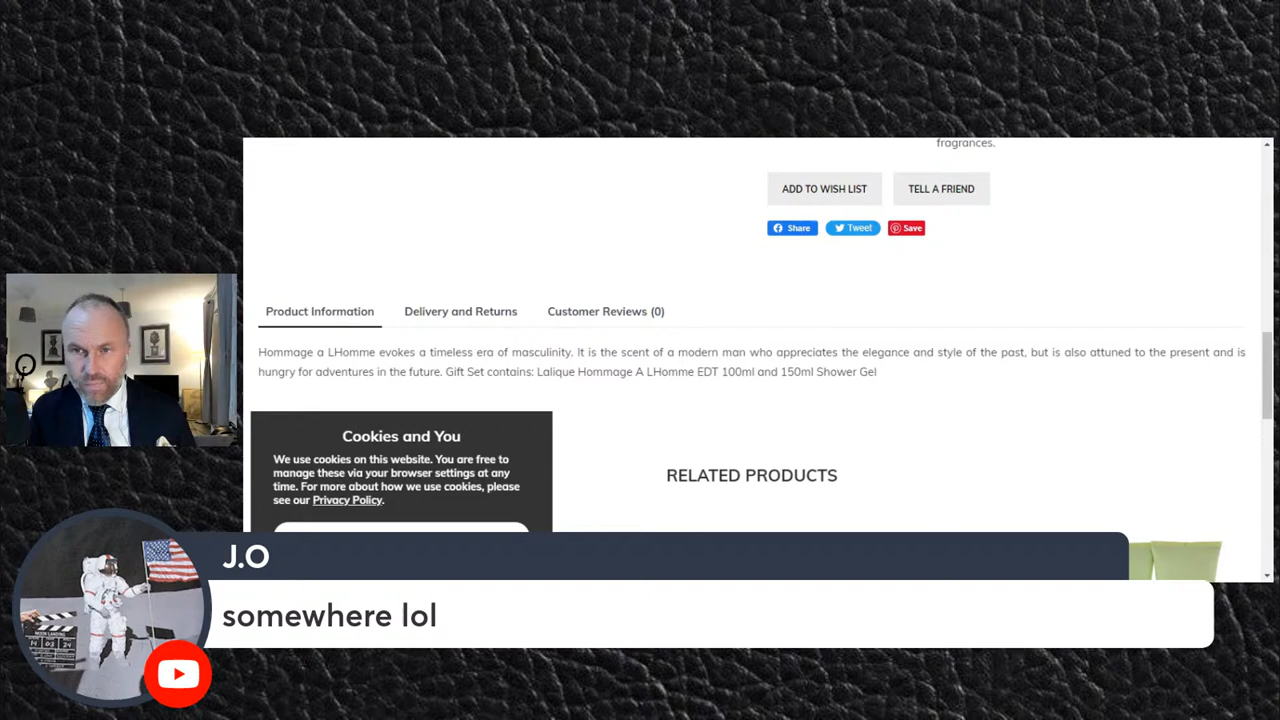 fragrances.
ADD TO WISH LIST
TELL A FRIEND
Share
Tweet
Save
Product Information
Delivery and Returns
Customer Reviews (0)
Hommage a LHomme evokes a timeless era of masculinity. It is the scent of a modern man who appreciates the elegance and style of the past, but is also attuned to the present and is
hungry for adventures in the future. Gift Set contains: Lalique Hommage A LHomme EDT 100ml and 150ml Shower Gel
Cookies and You
We use cookies on this website. You are free to
manage these via your browser settings at any
time. For more about how we use cookies, please
see our Privacy Policy.
RELATED PRODUCTS
J.O
somewhere lol